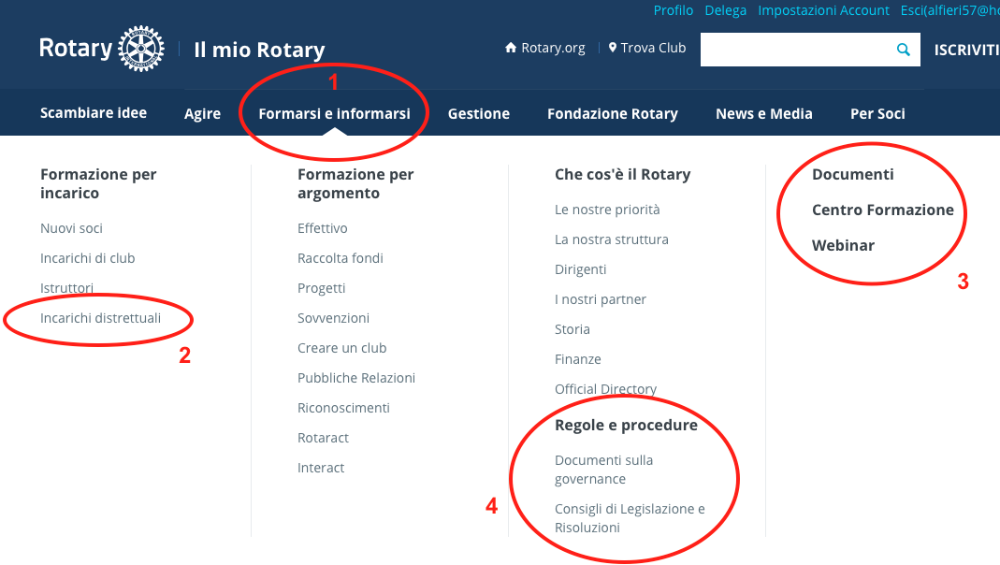 Profilo Delega Impostazioni Account Esci(alfieri57@ho
Rotary Il mio Rotary Rotary.org Trova Club ISCRIVITI
1
Scambiare idee Agire Formarsi e informarsi Gestione Fondazione Rotary News e Media Per Soci
Formazione per
incarico
Nuovi soci
Incarichi di club
Istruttori
Incarichi distrettuali
2
Formazione per
argomento
Effettivo
Raccolta fondi
Progetti
Sovvenzioni
Creare un club
Pubbliche Relazioni
Riconoscimenti
Rotaract
Interact
Che cos'è il Rotary
Le nostre priorità
La nostra struttura
Dirigenti
I nostri partner
Storia
Finanze
Official Directory
Regole e procedure
Documenti sulla
governance
Consigli di Legislazione e
Risoluzioni
4
Documenti
Centro Formazione
Webinar
3